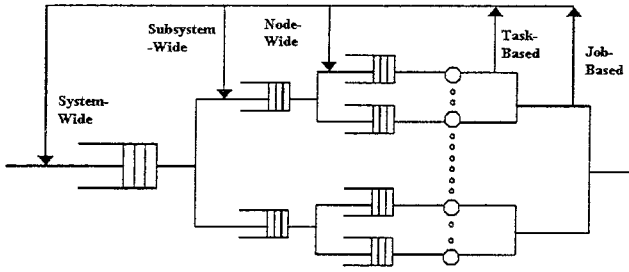 Subsystem
-Wide
Node-
Wide
Task-
Based
Job-
Based
System-
Wide